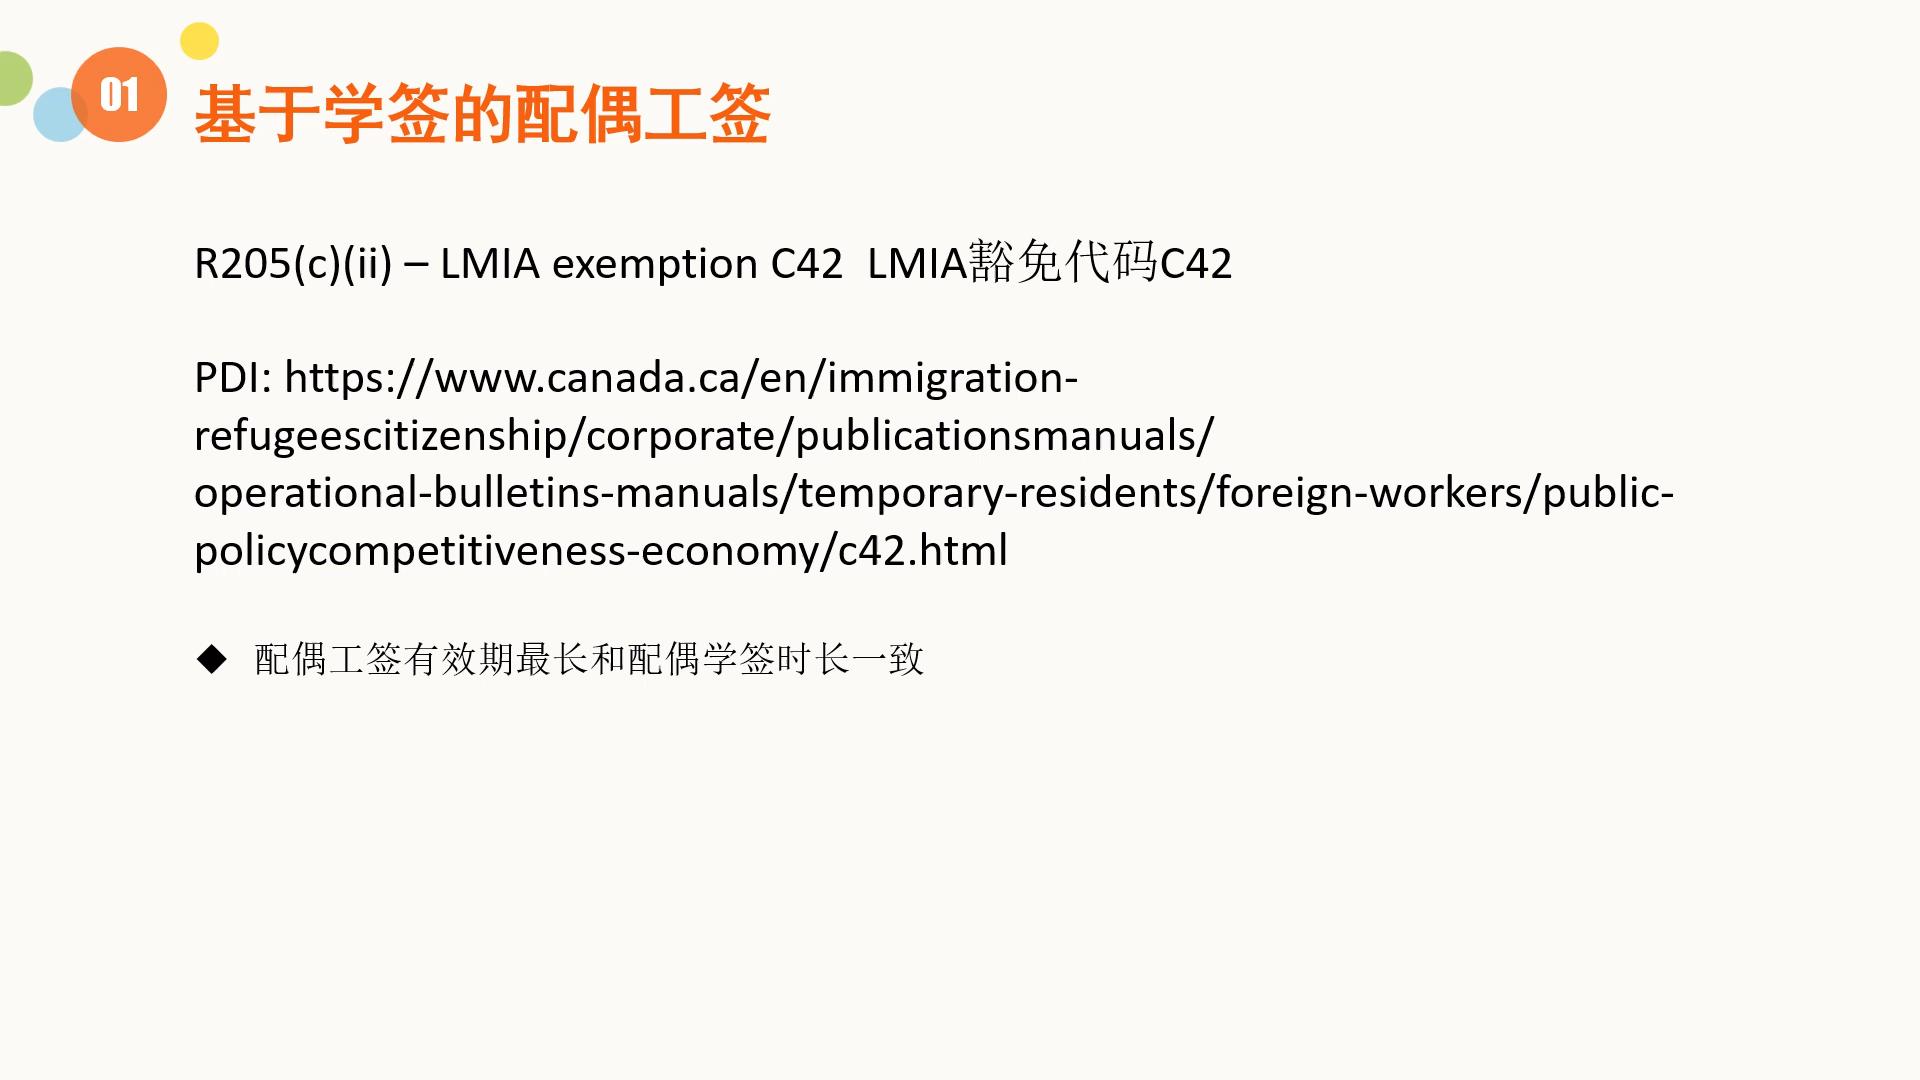 01
基于学签的配偶工签
R205(c)(ii) – LMIA exemption C42  LMIA豁免代码C42
PDI: https://www.canada.ca/en/immigration-
refugeescitizenship/corporate/publicationsmanuals/
operational-bulletins-manuals/temporary-residents/foreign-workers/public-
policycompetitiveness-economy/c42.html
◆ 配偶工签有效期最长和配偶学签时长一致